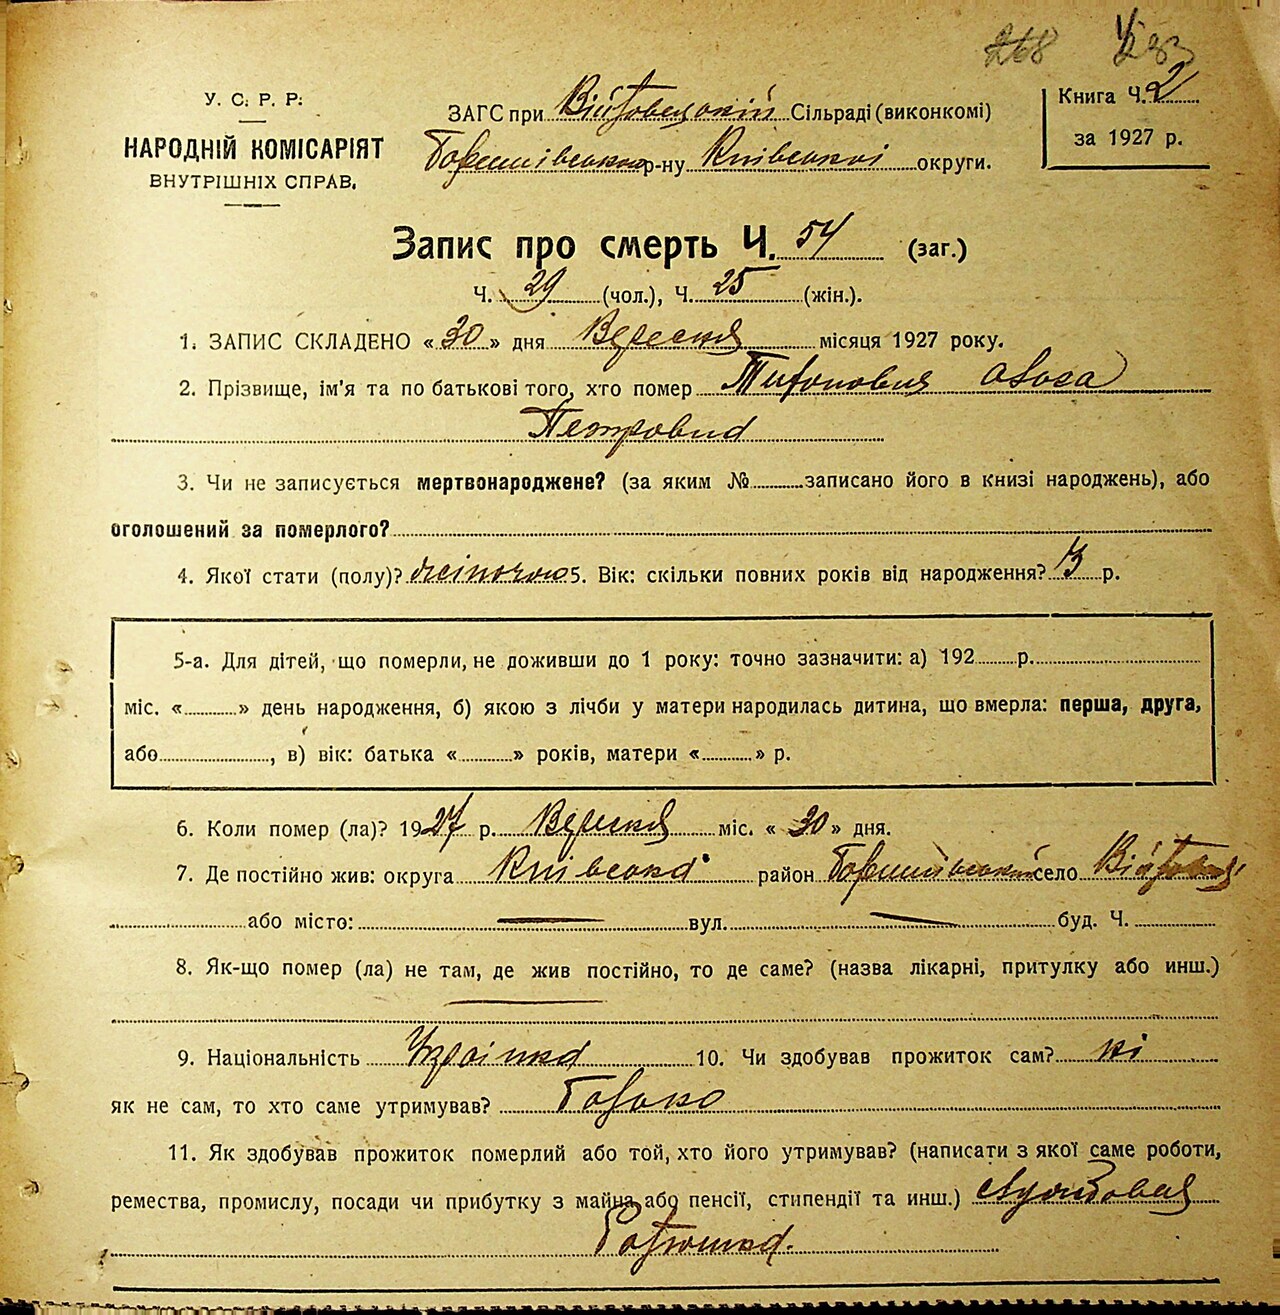 268
У. С. Р. Р.
НАРОДНІЙ КОМІСАРІЯТ
ВНУТРІШНІХ СПРАВ.
ЗАГС при Війтовецькій Сільраді (виконкомі)
р-ну Київської округи.
Книга Ч. 2
за 1927 р.
Запис про смерть Ч. 54 (заг.)
Ч. 29 (чол.), Ч. 25 (жін.).
1. ЗАПИС СКЛАДЕНО «30» дня Вересня місяця 1927 року.
2. Прізвище, ім'я та по батькові того, хто помер
3. Чи не записується мертвонароджене? (за яким № записано його в книзі народжень), або
оголошений за померлого?
4. Якої стати (полу)? жіночою 5. Вік: скільки повних років від народження? р.
5-а. Для дітей, що померли, не доживши до 1 року: точно зазначити: а) 192 р.
міс. « » день народження, б) якою з лічби у матери народилась дитина, що вмерла: перша, друга,
або , в) вік: батька « » років, матери « » р.
6. Коли помер (ла)? 1927 р. Вересня міс. «30» дня.
7. Де постійно жив: округа Київська район село
або місто: — вул. — буд. Ч.
8. Як-що помер (ла) не там, де жив постійно, то де саме? (назва лікарні, притулку або инш.)
—
9. Національність Українка 10. Чи здобував прожиток сам? ні
як не сам, то хто саме утримував? Батько
11. Як здобував прожиток померлий або той, хто його утримував? (написати з якої саме роботи,
ремества, промислу, посади чи прибутку з майна або пенсії, стипендії та инш.)